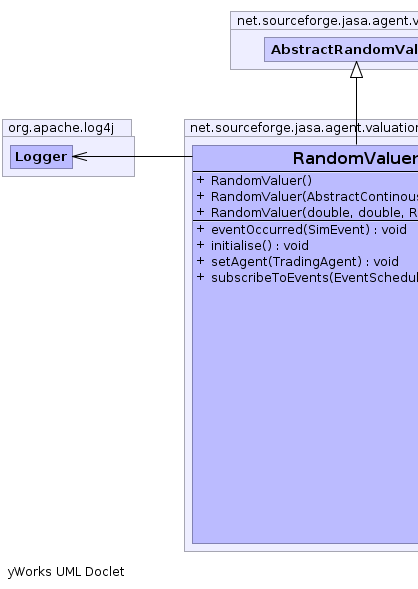 net.sourceforge.jasa.agent.v
AbstractRandomVal
org.apache.log4j
Logger
net.sourceforge.jasa.agent.valuation
RandomValuer
+ RandomValuer()
+ RandomValuer(AbstractContinous
+ RandomValuer(double, double, R
+ eventOccurred(SimEvent) : void
+ initialise() : void
+ setAgent(TradingAgent) : void
+ subscribeToEvents(EventSchedul
yWorks UML Doclet